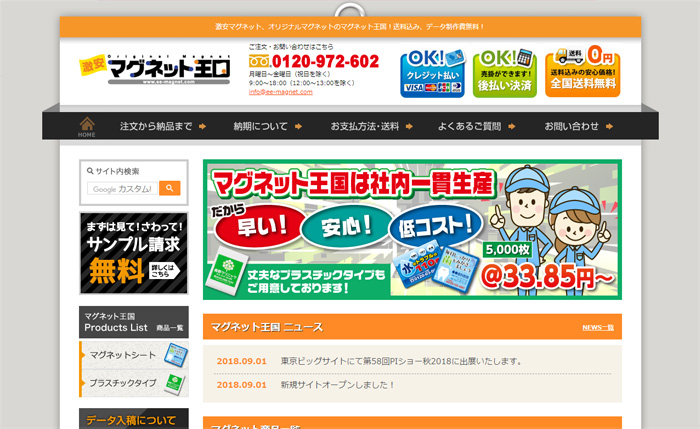 激安マグネット、オリジナルマグネットのマグネット王国！送料込み、データ制作費無料！
激安
Original Magnet
マグネット王国
www.ee-magnet.com
ご注文・お問い合わせはこちら
0120-972-602
月曜日〜金曜日（祝日を除く）
9:00〜18:00（12:00〜13:00を除く）
info@ee-magnet.com
OK!
クレジット払い
VISA
OK!
売掛ができます！
後払い決済
送料
0円
送料込みの安心価格！
全国送料無料
HOME
注文から納品まで
納期について
お支払方法・送料
よくあるご質問
お問い合わせ
サイト内検索
Google カスタム
まずは見て！さわって！
サンプル請求
無料
詳しくはこちら
マグネット王国
Products List 商品一覧
マグネットシート
プラスチックタイプ
データ入稿について
マグネット王国は社内一貫生産
だから
早い！
安心！
低コスト！
丈夫なプラスチックタイプも
ご用意しております！
水
5,000枚
@33.85円〜
マグネット王国 ニュース
NEWS一覧
2018.09.01 東京ビッグサイトにて第58回PIショー秋2018に出展いたします。
2018.09.01 新規サイトオープンしました！
マグネット商品一覧